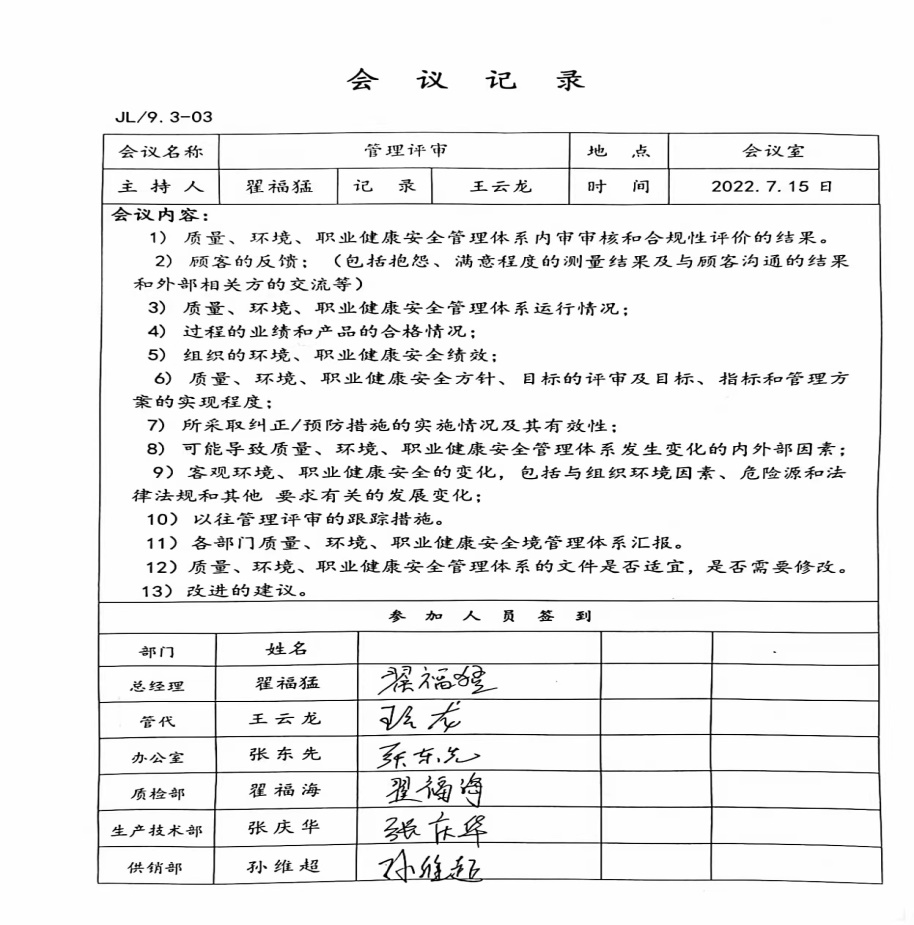 会 议 记 录
JL/9.3-03
会议名称 管理评审 地 点 会议室
主 持 人 翟福猛 记 录 王云龙 时 间 2022.7.15 日
会议内容：
1）质量、环境、职业健康安全管理体系内审审核和合规性评价的结果。
2）顾客的反馈；（包括抱怨、满意程度的测量结果及与顾客沟通的结果
和外部相关方的交流等）
3）质量、环境、职业健康安全管理体系运行情况；
4）过程的业绩和产品的合格情况；
5）组织的环境、职业健康安全绩效；
6）质量、环境、职业健康安全方针、目标的评审及目标、指标和管理方
案的实现程度；
7）所采取纠正/预防措施的实施情况及其有效性；
8）可能导致质量、环境、职业健康安全管理体系发生变化的内外部因素；
9）客观环境、职业健康安全的变化，包括与组织环境因素、危险源和法
律法规和其他 要求有关的发展变化；
10）以往管理评审的跟踪措施。
11）各部门质量、环境、职业健康安全境管理体系汇报。
12）质量、环境、职业健康安全管理体系的文件是否适宜，是否需要修改。
13）改进的建议。
参 加 人 员 签 到
部门 姓名
总经理 翟福猛 翟福猛
管代 王云龙 王云龙
办公室 张东先 张东先
质检部 翟福海 翟福海
生产技术部 张庆华 张庆华
供销部 孙维超 孙维超